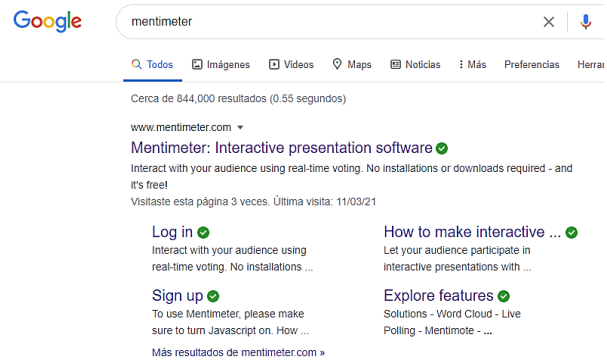 Google
mentimeter
Todos Imágenes Videos Maps Noticias Más Preferencias Herrar
Cerca de 844,000 resultados (0.55 segundos)
www.mentimeter.com
Mentimeter: Interactive presentation software
Interact with your audience using real-time voting. No installations or downloads required - and
it's free!
Visitaste esta página 3 veces. Última visita: 11/03/21
Log in
Interact with your audience using
real-time voting. No installations ...
How to make interactive ...
Let your audience participate in
interactive presentations with ...
Sign up
To use Mentimeter, please make
sure to turn Javascript on. How ...
Explore features
Solutions - Word Cloud - Live
Polling - Mentimote - ...
Más resultados de mentimeter.com »